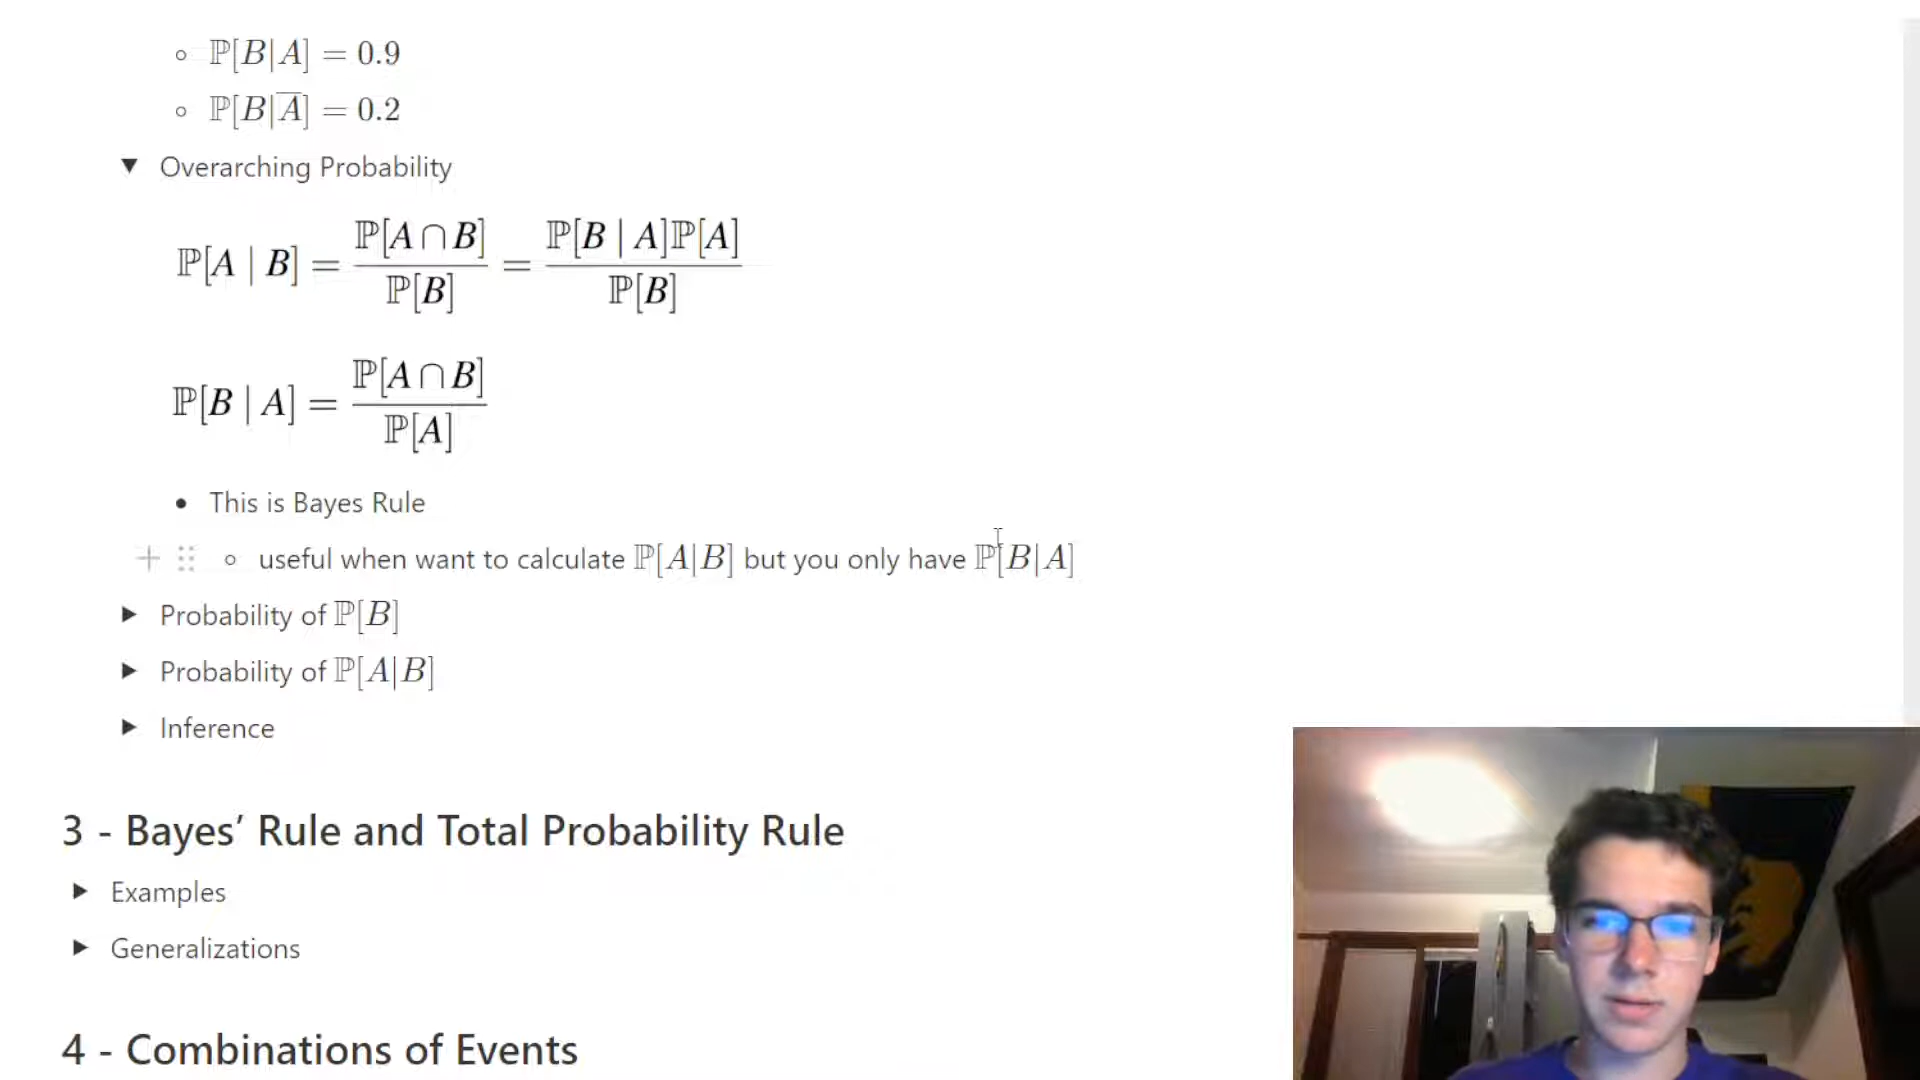 ℙ[B|A] = 0.9
ℙ[B|A̅] = 0.2
Overarching Probability
ℙ[A | B] = ℙ[A ∩ B] / ℙ[B] = ℙ[B | A]ℙ[A] / ℙ[B]
ℙ[B | A] = ℙ[A ∩ B] / ℙ[A]
This is Bayes Rule
useful when want to calculate ℙ[A|B] but you only have ℙ[B|A]
Probability of ℙ[B]
Probability of ℙ[A|B]
Inference
3 - Bayes’ Rule and Total Probability Rule
Examples
Generalizations
4 - Combinations of Events